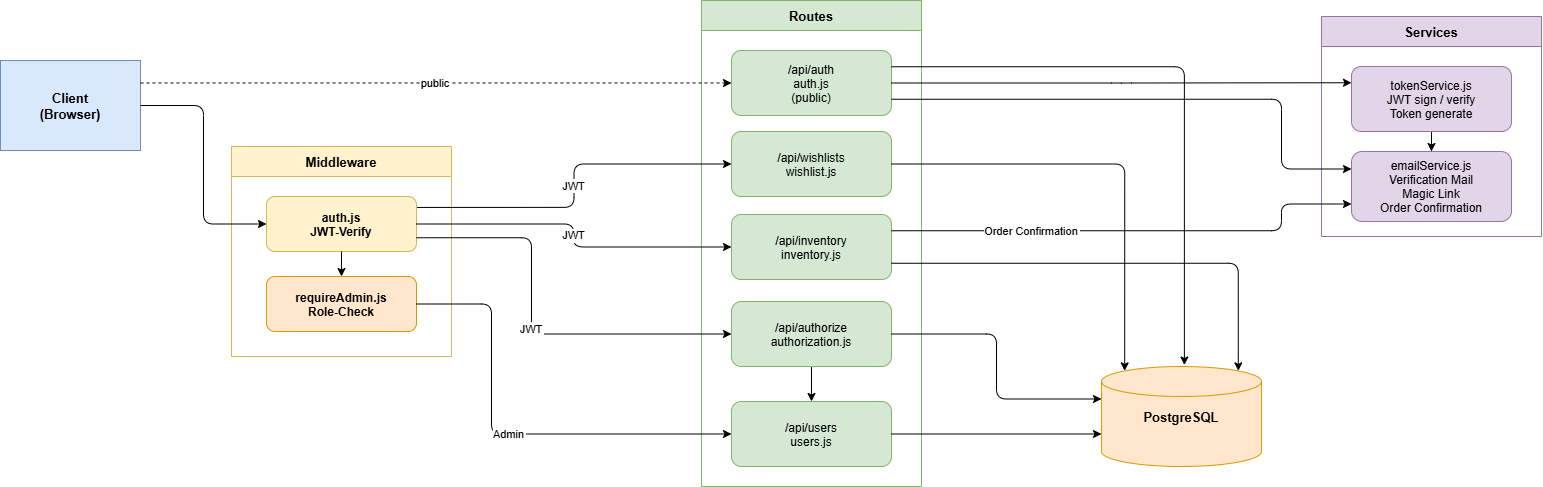 Routes
Services
/api/auth
auth.js
(public)
public
Client
(Browser)
tokenService.js
JWT sign / verify
Token generate
Middleware
/api/wishlists
wishlist.js
emailService.js
Verification Mail
Magic Link
Order Confirmation
JWT
auth.js
JWT-Verify
JWT
/api/inventory
inventory.js
Order Confirmation
requireAdmin.js
Role-Check
JWT
/api/authorize
authorization.js
PostgreSQL
Admin
/api/users
users.js